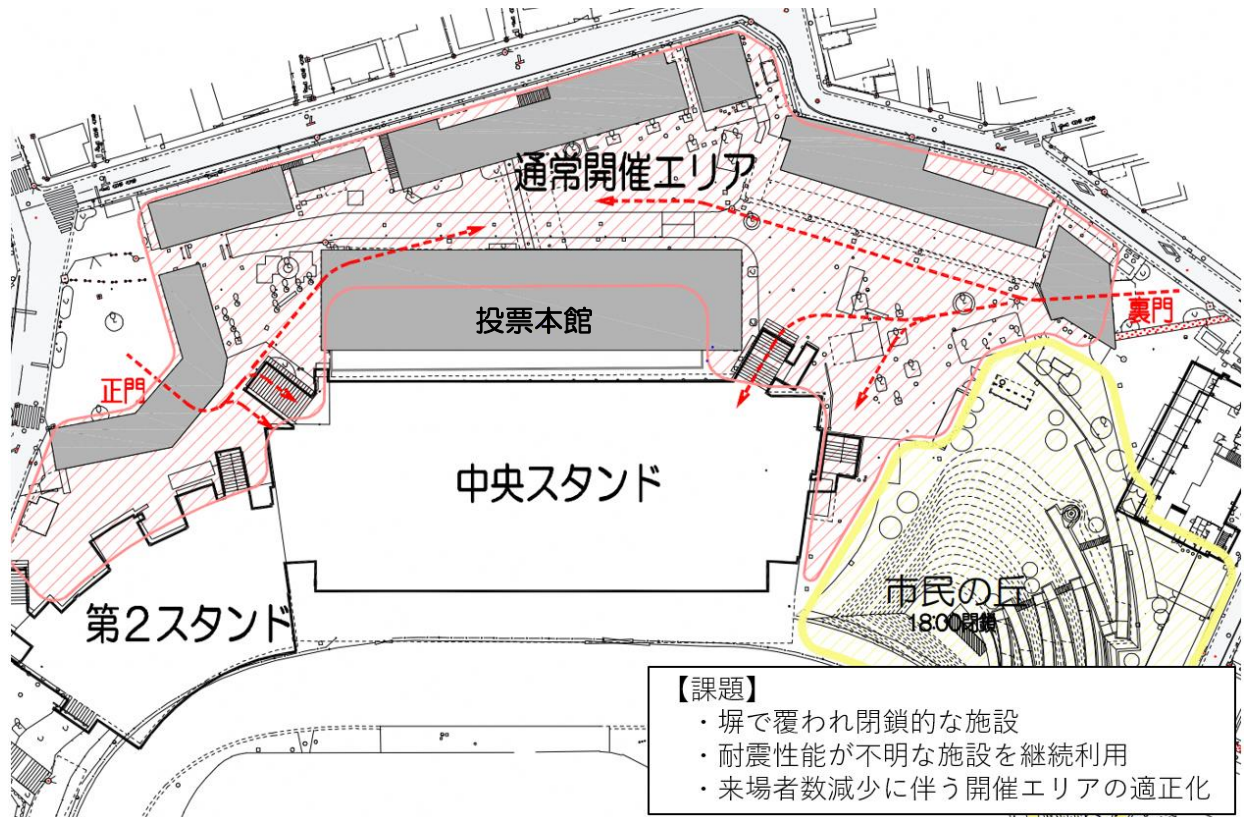 通常開催エリア
投票本館
裏門
正門
中央スタンド
市民の丘
18:00閉鎖
第2スタンド
【課題】
・塀で覆われ閉鎖的な施設
・耐震性能が不明な施設を継続利用
・来場者数減少に伴う開催エリアの適正化